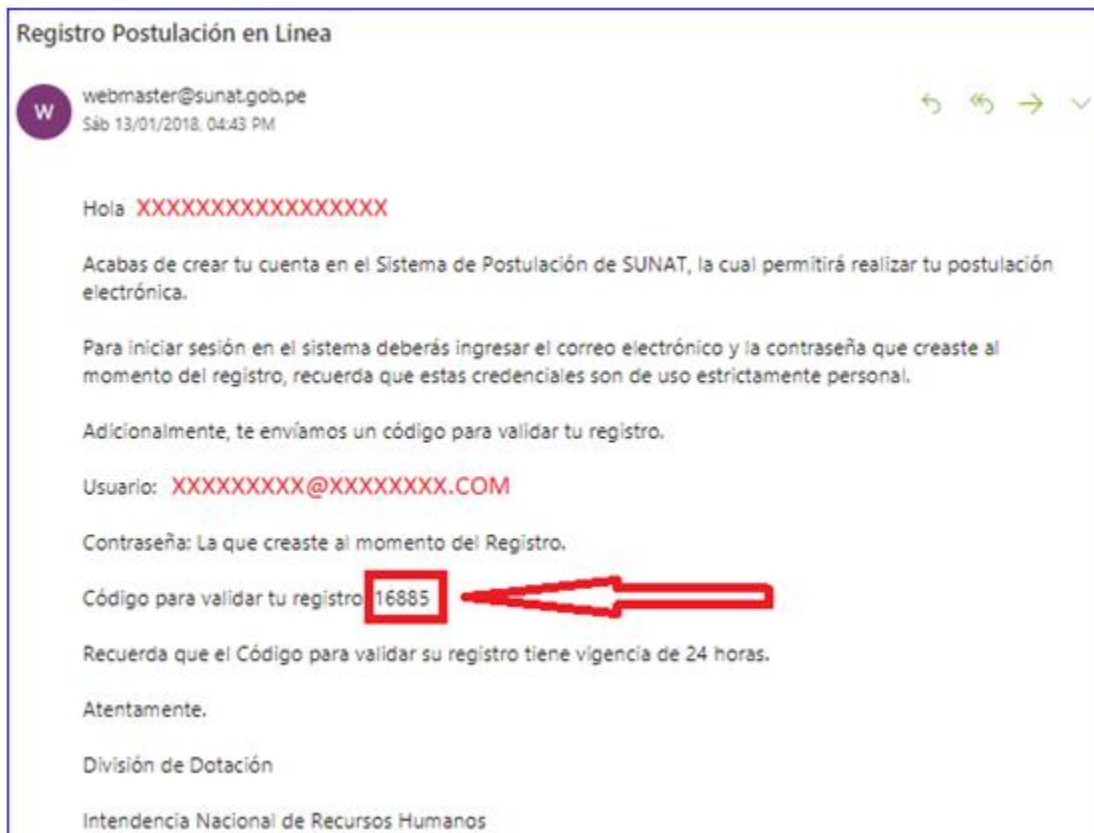 Registro Postulación en Linea
W
webmaster@sunat.gob.pe
Sáb 13/01/2018, 04:43 PM
Hola XXXXXXXXXXXXXXXXX
Acabas de crear tu cuenta en el Sistema de Postulación de SUNAT, la cual permitirá realizar tu postulación
electrónica.
Para iniciar sesión en el sistema deberás ingresar el correo electrónico y la contraseña que creaste al
momento del registro, recuerda que estas credenciales son de uso estrictamente personal.
Adicionalmente, te envíamos un código para validar tu registro.
Usuario: XXXXXXXXX@XXXXXXXX.COM
Contraseña: La que creaste al momento del Registro.
Código para validar tu registro 16885
Recuerda que el Código para validar su registro tiene vigencia de 24 horas.
Atentamente.
División de Dotación
Intendencia Nacional de Recursos Humanos